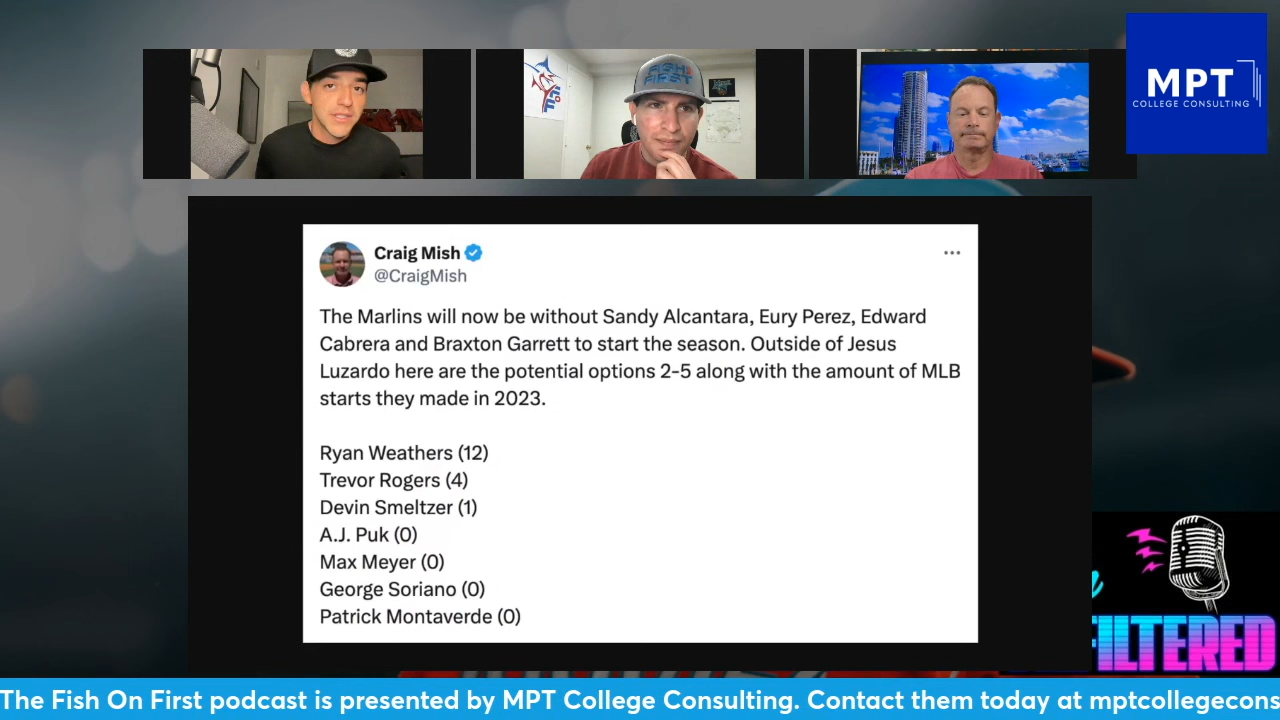 MPT
COLLEGE CONSULTING
FISH
FIRST
Craig Mish
@CraigMish
The Marlins will now be without Sandy Alcantara, Eury Perez, Edward
Cabrera and Braxton Garrett to start the season. Outside of Jesus
Luzardo here are the potential options 2-5 along with the amount of MLB
starts they made in 2023.
Ryan Weathers (12)
Trevor Rogers (4)
Devin Smeltzer (1)
A.J. Puk (0)
Max Meyer (0)
George Soriano (0)
Patrick Montaverde (0)
FILTERED
The Fish On First podcast is presented by MPT College Consulting. Contact them today at mptcollegecons